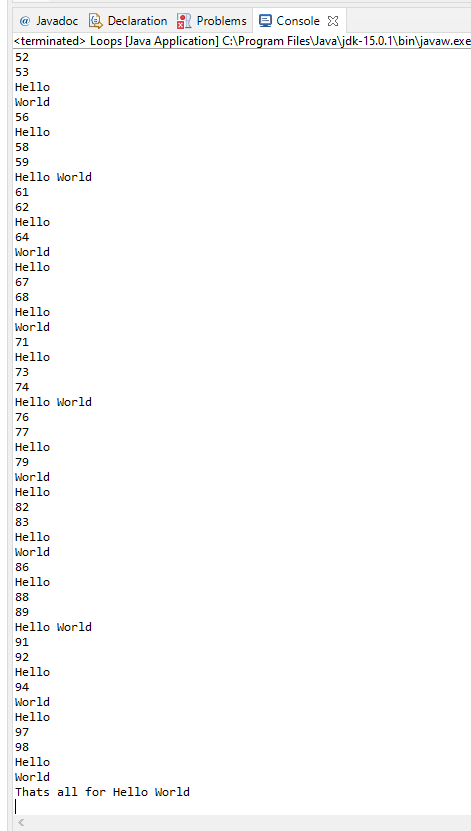 @ Javadoc Declaration Problems Console
<terminated> Loops [Java Application] C:\Program Files\Java\jdk-15.0.1\bin\javaw.exe
52
53
Hello
World
56
Hello
58
59
Hello World
61
62
Hello
64
World
Hello
67
68
Hello
World
71
Hello
73
74
Hello World
76
77
Hello
79
World
Hello
82
83
Hello
World
86
Hello
88
89
Hello World
91
92
Hello
94
World
Hello
97
98
Hello
World
Thats all for Hello World